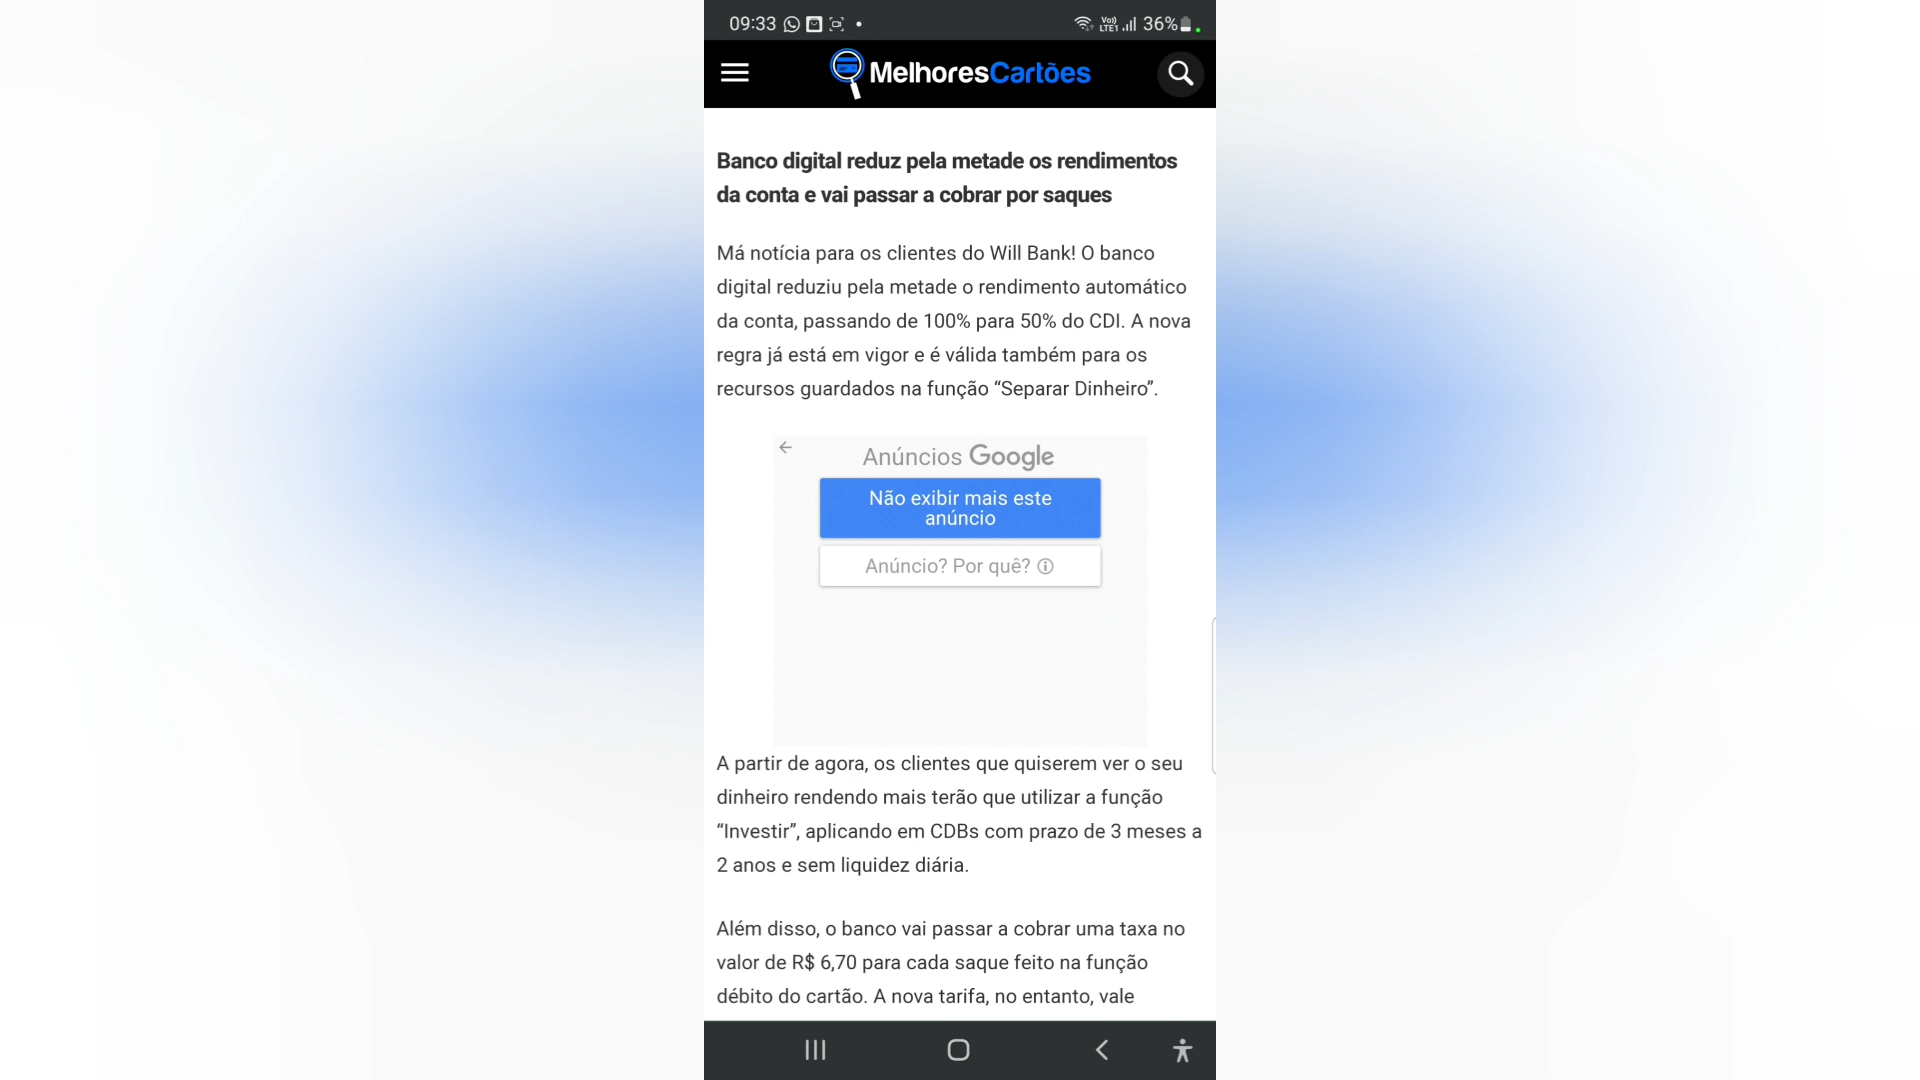 09:33
Vo))
LTE1
36%
MelhoresCartões
Banco digital reduz pela metade os rendimentos
da conta e vai passar a cobrar por saques
Má notícia para os clientes do Will Bank! O banco
digital reduziu pela metade o rendimento automático
da conta, passando de 100% para 50% do CDI. A nova
regra já está em vigor e é válida também para os
recursos guardados na função “Separar Dinheiro”.
Anúncios Google
Não exibir mais este
anúncio
Anúncio? Por quê?
A partir de agora, os clientes que quiserem ver o seu
dinheiro rendendo mais terão que utilizar a função
“Investir”, aplicando em CDBs com prazo de 3 meses a
2 anos e sem liquidez diária.
Além disso, o banco vai passar a cobrar uma taxa no
valor de R$ 6,70 para cada saque feito na função
débito do cartão. A nova tarifa, no entanto, vale